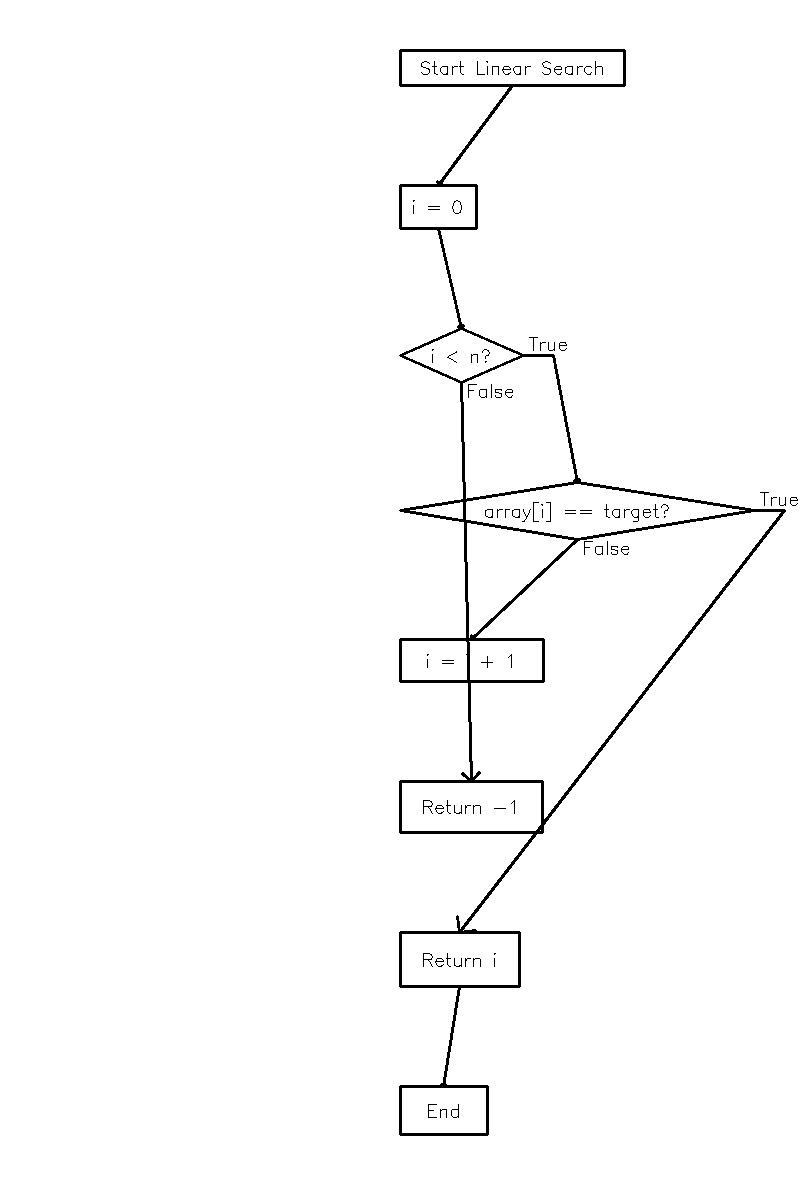 Start Linear Search
i = 0
i < n?
True
False
array[i] == target?
True
False
i = + 1
Return -1
Return i
End